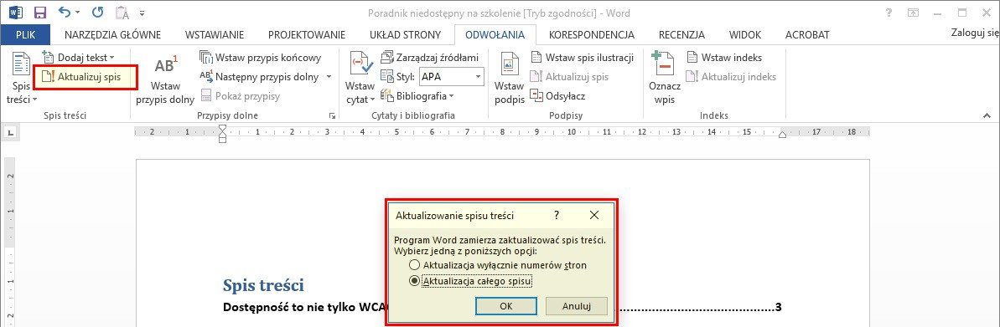 Poradnik niedostępny na szkolenie [Tryb zgodności] - Word
PLIK NARZĘDZIA GŁÓWNE WSTAWIANIE PROJEKTOWANIE UKŁAD STRONY ODWOŁANIA KORESPONDENCJA RECENZJA WIDOK ACROBAT Zaloguj się
Spis treści
Dodaj tekst
Aktualizuj spis
Spis treści
AB1
Wstaw przypis dolny
Wstaw przypis końcowy
Następny przypis dolny
Pokaż przypisy
Przypisy dolne
Wstaw cytat
Zarządzaj źródłami
Styl: APA
Bibliografia
Cytaty i bibliografia
Wstaw podpis
Wstaw spis ilustracji
Aktualizuj spis
Odsyłacz
Podpisy
Oznacz wpis
Wstaw indeks
Aktualizuj indeks
Indeks
2 1 1 2 3 4 5 6 7 8 9 10 11 12 13 14 15 17 18
2
1
1
2
Aktualizowanie spisu treści ?
Program Word zamierza zaktualizować spis treści.
Wybierz jedną z poniższych opcji:
Aktualizacja wyłącznie numerów stron
Aktualizacja całego spisu
OK Anuluj
Spis treści
Dostępność to nie tylko WCA ........3